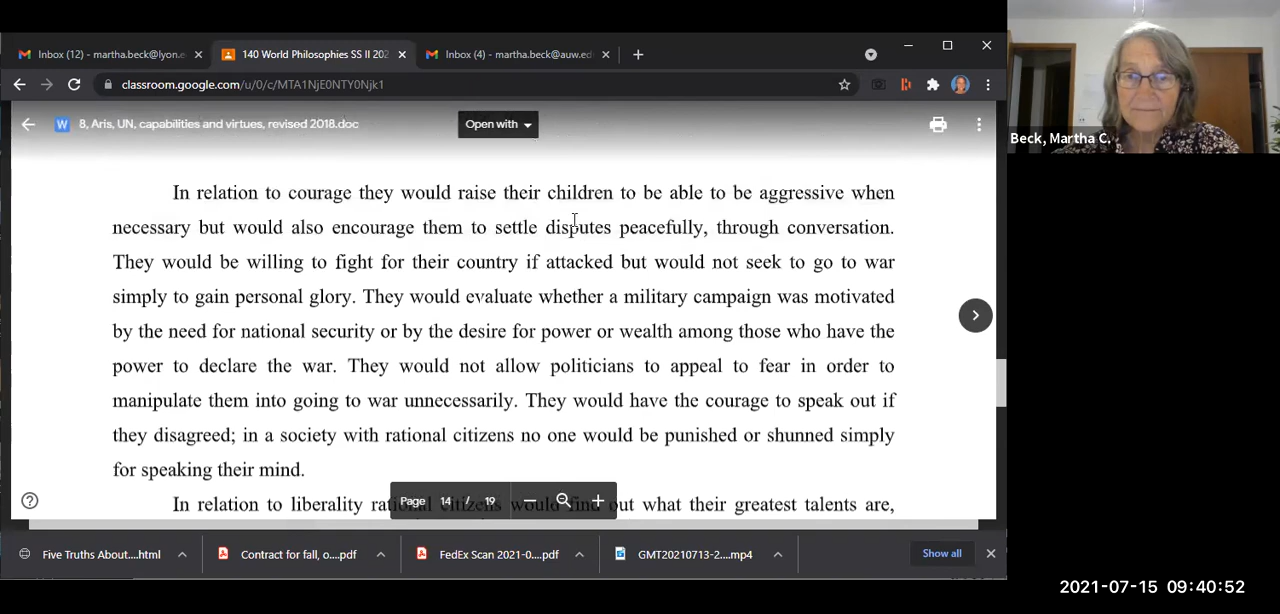 Inbox (12) - martha.beck@lyon.e
140 World Philosophies SS II 202
Inbox (4) - martha.beck@auw.ed
classroom.google.com/u/0/c/MTA1NjE0NTY0Njk1
W 8, Aris, UN, capabilities and virtues, revised 2018.doc
Open with
Beck, Martha C.
In relation to courage they would raise their children to be able to be aggressive when
necessary but would also encourage them to settle disputes peacefully, through conversation.
They would be willing to fight for their country if attacked but would not seek to go to war
simply to gain personal glory. They would evaluate whether a military campaign was motivated
by the need for national security or by the desire for power or wealth among those who have the
power to declare the war. They would not allow politicians to appeal to fear in order to
manipulate them into going to war unnecessarily. They would have the courage to speak out if
they disagreed; in a society with rational citizens no one would be punished or shunned simply
for speaking their mind.
In relation to liberality rational citizens would find out what their greatest talents are,
Page 14 / 19
Five Truths About....html
Contract for fall, o....pdf
FedEx Scan 2021-0....pdf
GMT20210713-2....mp4
Show all
2021-07-15 09:40:52